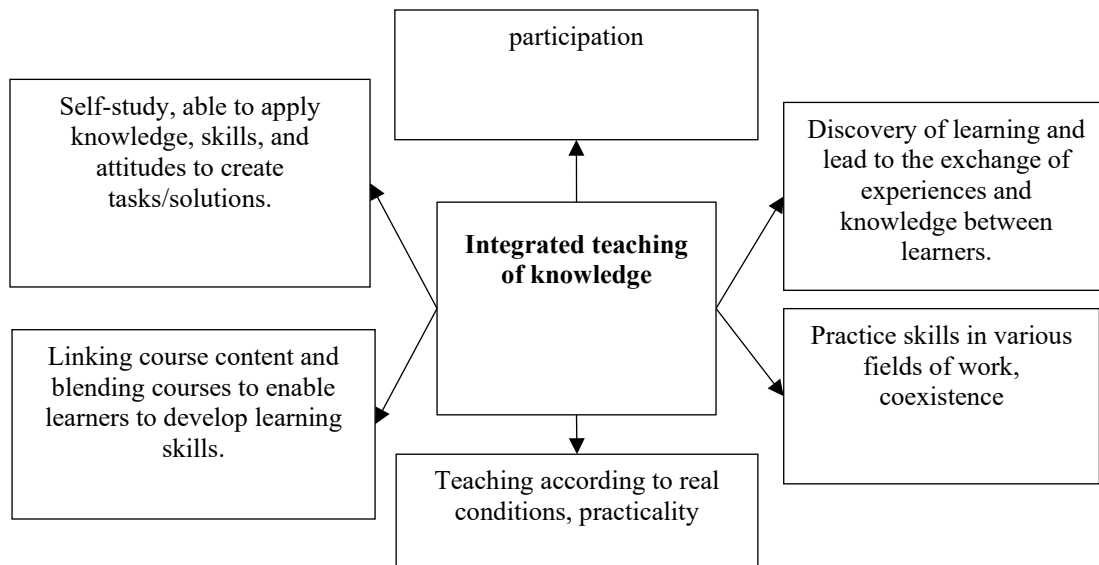 participation
Self-study, able to apply
knowledge, skills, and
attitudes to create
tasks/solutions.
Discovery of learning and
lead to the exchange of
experiences and
knowledge between
learners.
Integrated teaching
of knowledge
Linking course content and
blending courses to enable
learners to develop learning
skills.
Practice skills in various
fields of work,
coexistence
Teaching according to real
conditions, practicality